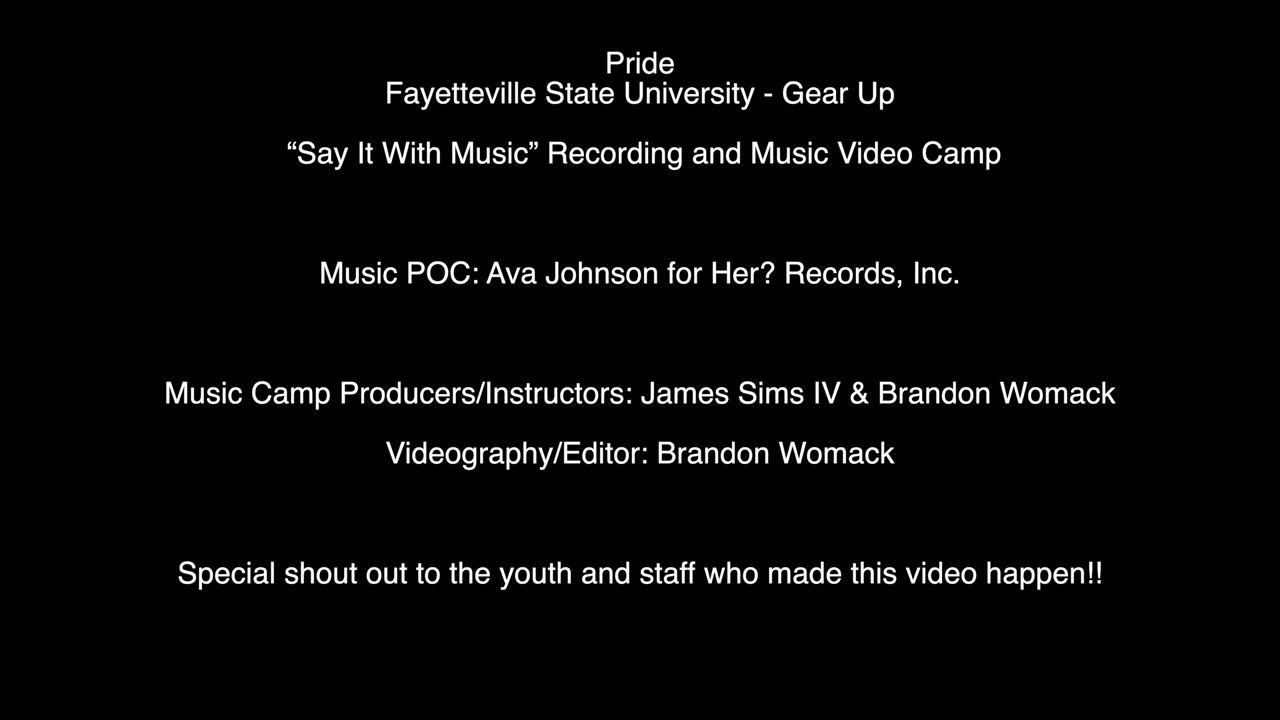 Pride
Fayetteville State University - Gear Up
“Say It With Music” Recording and Music Video Camp
Music POC: Ava Johnson for Her? Records, Inc.
Music Camp Producers/Instructors: James Sims IV & Brandon Womack
Videography/Editor: Brandon Womack
Special shout out to the youth and staff who made this video happen!!